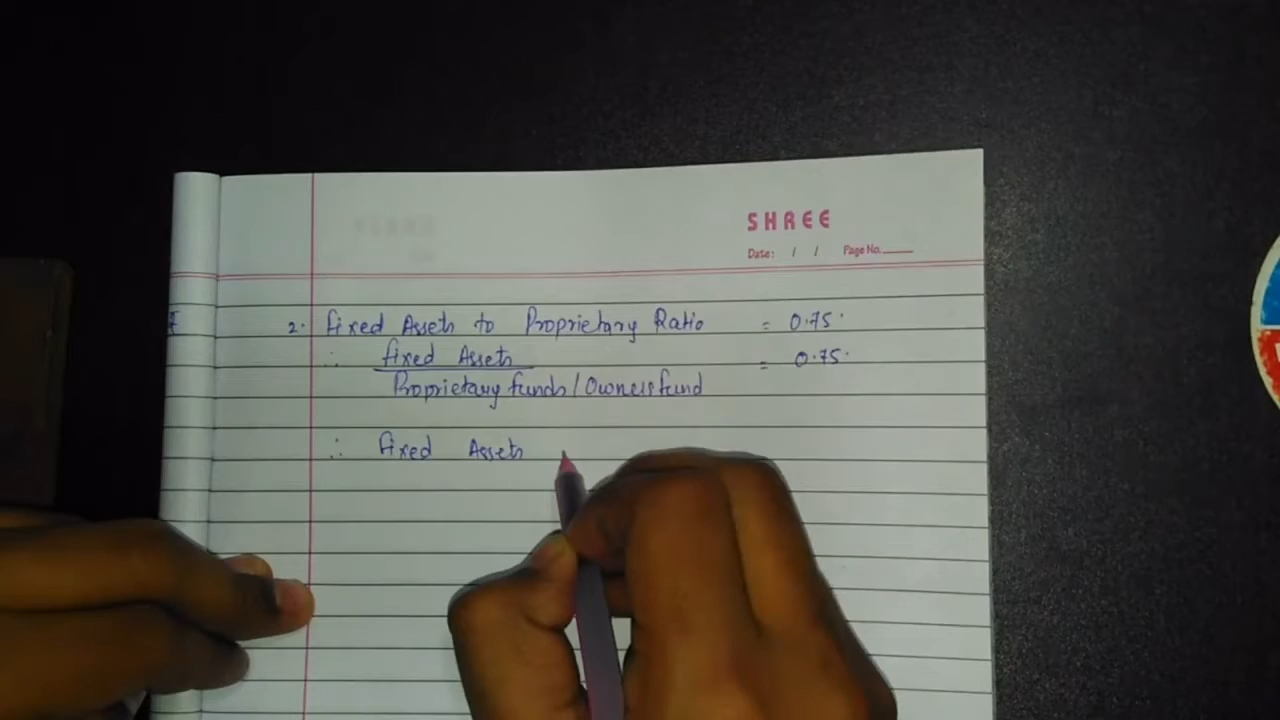 SHREE
Date: / / Page No.
2. Fixed Assets to Proprietary Ratio = 0.75.
∴ Fixed Assets = 0.75.
Proprietary funds / Owners fund
∴ Fixed Assets